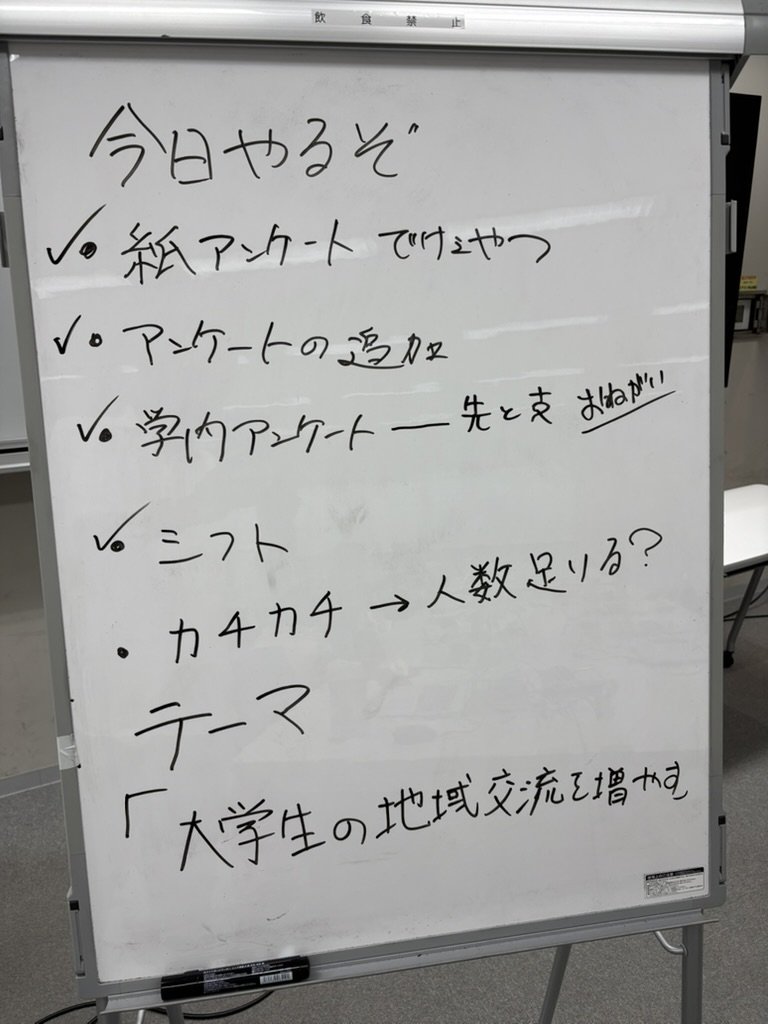 飲食禁止
今日やるぞ
✓・紙アンケート でけぇやつ
✓・アンケートの追加
✓・学内アンケート ― 先と支 おねがい
✓・シフト
・カチカチ → 人数足りる?
テーマ
「大学生の地域交流を増やす